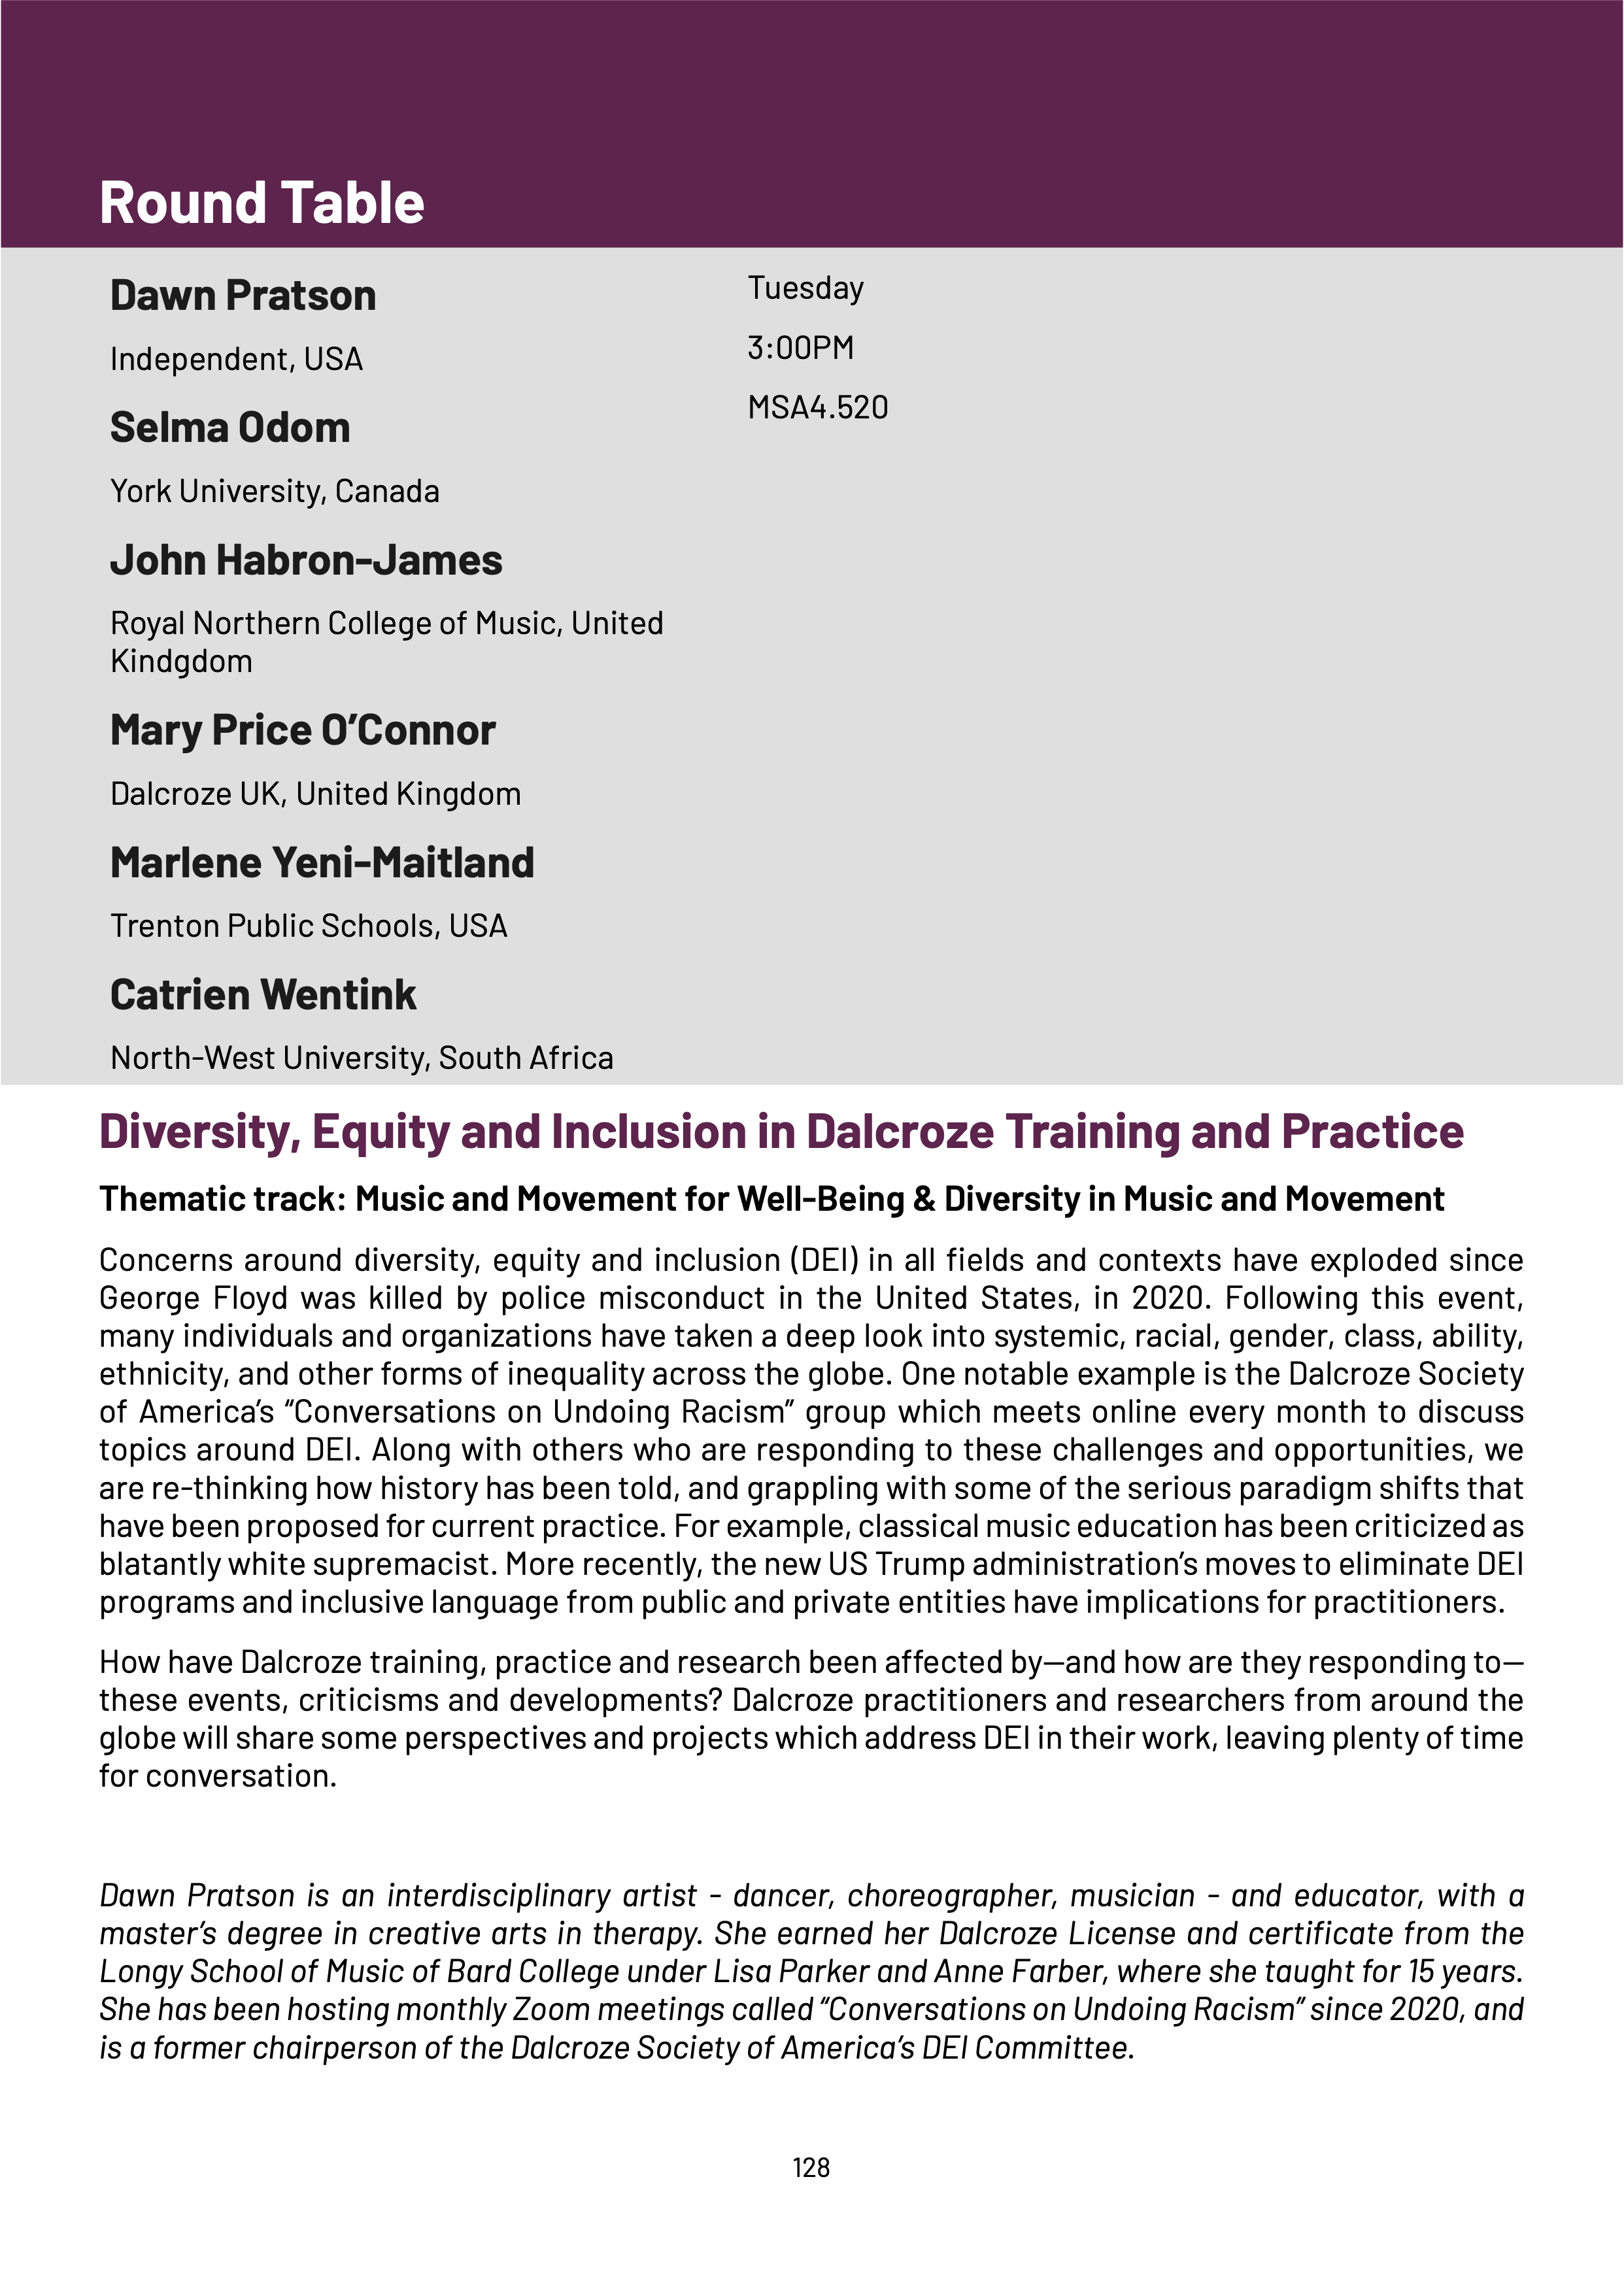 Round Table
Dawn Pratson
Independent, USA
Selma Odom
York University, Canada
John Habron-James
Royal Northern College of Music, United
Kindgdom
Mary Price O’Connor
Dalcroze UK, United Kingdom
Marlene Yeni-Maitland
Trenton Public Schools, USA
Catrien Wentink
North-West University, South Africa
Tuesday
3:00PM
MSA4.520
Diversity, Equity and Inclusion in Dalcroze Training and Practice
Thematic track: Music and Movement for Well-Being & Diversity in Music and Movement
Concerns around diversity, equity and inclusion (DEI) in all fields and contexts have exploded since
George Floyd was killed by police misconduct in the United States, in 2020. Following this event,
many individuals and organizations have taken a deep look into systemic, racial, gender, class, ability,
ethnicity, and other forms of inequality across the globe. One notable example is the Dalcroze Society
of America’s “Conversations on Undoing Racism” group which meets online every month to discuss
topics around DEI. Along with others who are responding to these challenges and opportunities, we
are re-thinking how history has been told, and grappling with some of the serious paradigm shifts that
have been proposed for current practice. For example, classical music education has been criticized as
blatantly white supremacist. More recently, the new US Trump administration’s moves to eliminate DEI
programs and inclusive language from public and private entities have implications for practitioners.
How have Dalcroze training, practice and research been affected by—and how are they responding to—
these events, criticisms and developments? Dalcroze practitioners and researchers from around the
globe will share some perspectives and projects which address DEI in their work, leaving plenty of time
for conversation.
Dawn Pratson is an interdisciplinary artist - dancer, choreographer, musician - and educator, with a
master’s degree in creative arts in therapy. She earned her Dalcroze License and certificate from the
Longy School of Music of Bard College under Lisa Parker and Anne Farber, where she taught for 15 years.
She has been hosting monthly Zoom meetings called “Conversations on Undoing Racism” since 2020, and
is a former chairperson of the Dalcroze Society of America’s DEI Committee.
128